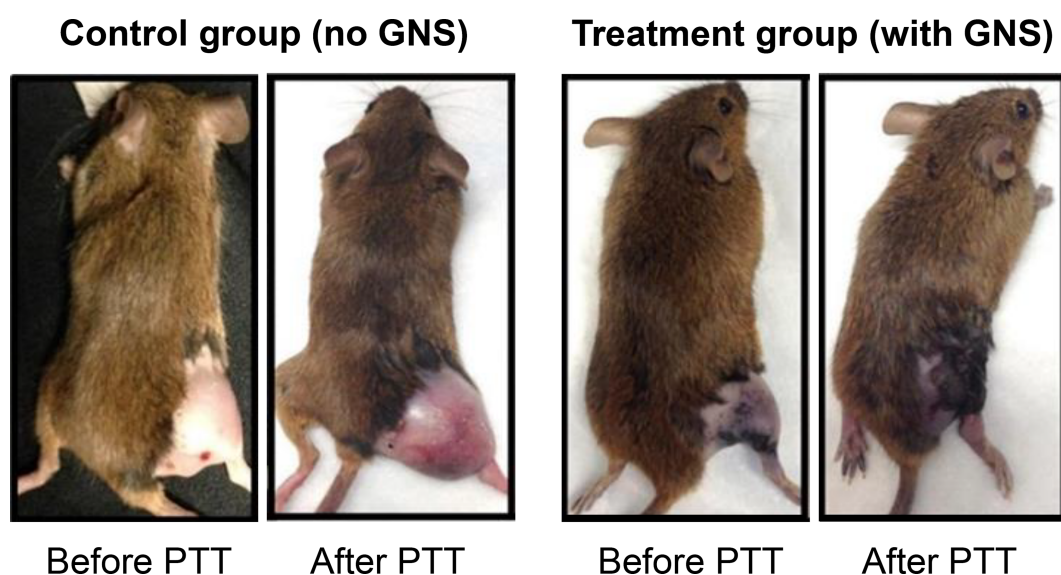 Control group (no GNS)
Treatment group (with GNS)
Before PTT
After PTT
Before PTT
After PTT